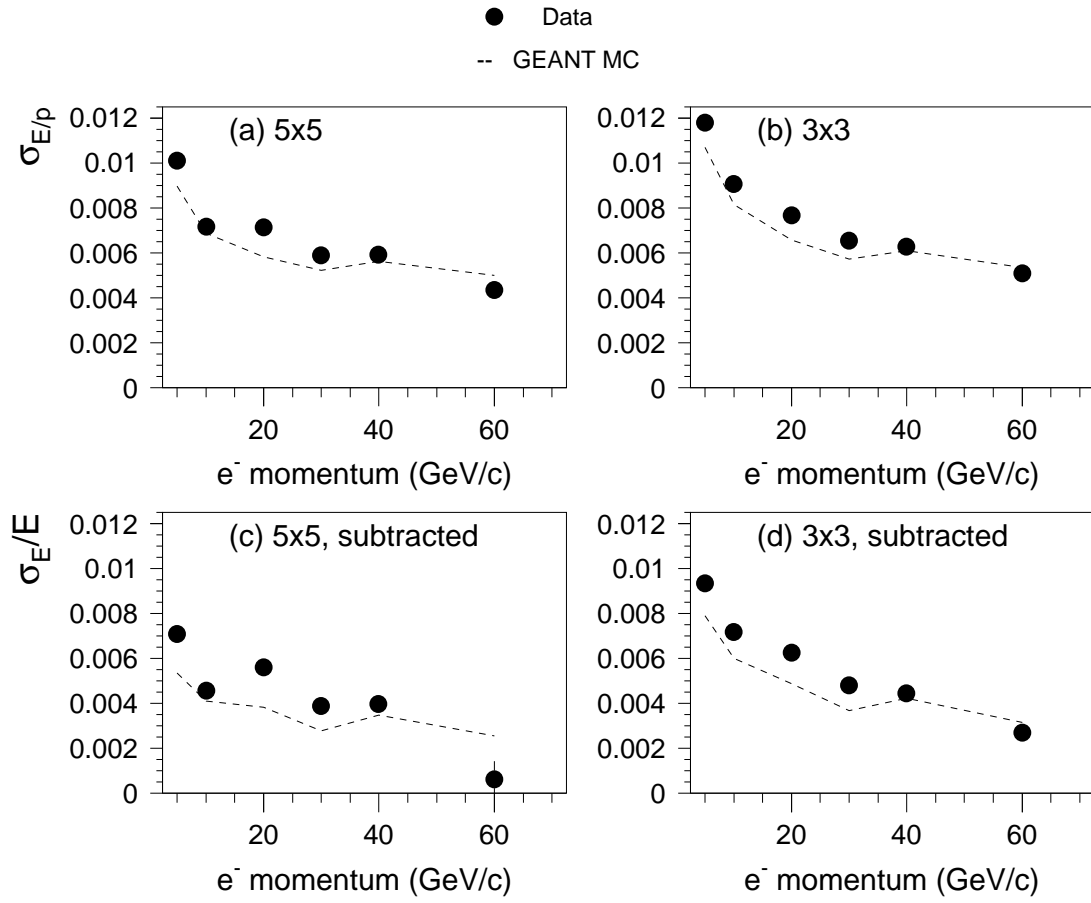 Data
-- GEANT MC
σE/p
(a) 5x5
0.012
0.01
0.008
0.006
0.004
0.002
0
20 40 60
e- momentum (GeV/c)
(b) 3x3
0.012
0.01
0.008
0.006
0.004
0.002
0
20 40 60
e- momentum (GeV/c)
σE/E
(c) 5x5, subtracted
0.012
0.01
0.008
0.006
0.004
0.002
0
20 40 60
e- momentum (GeV/c)
(d) 3x3, subtracted
0.012
0.01
0.008
0.006
0.004
0.002
0
20 40 60
e- momentum (GeV/c)